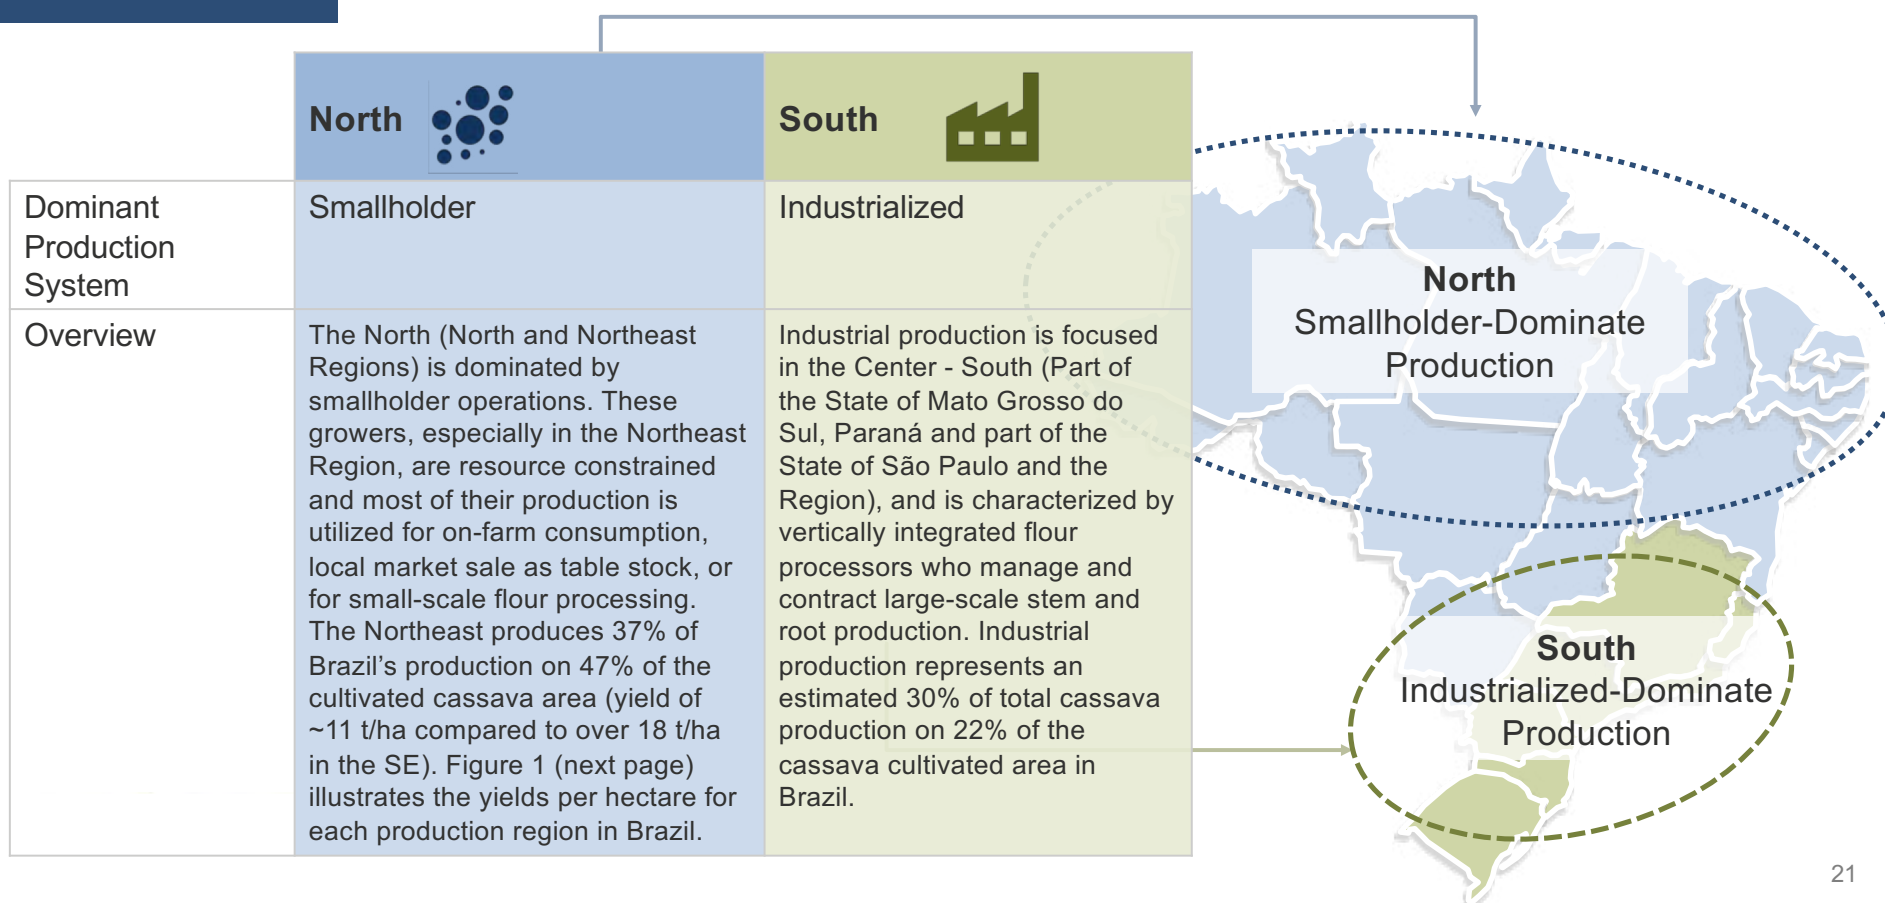 North
South
Dominant
Production
System
Smallholder
Industrialized
Overview
The North (North and Northeast
Regions) is dominated by
smallholder operations. These
growers, especially in the Northeast
Region, are resource constrained
and most of their production is
utilized for on-farm consumption,
local market sale as table stock, or
for small-scale flour processing.
The Northeast produces 37% of
Brazil’s production on 47% of the
cultivated cassava area (yield of
~11 t/ha compared to over 18 t/ha
in the SE). Figure 1 (next page)
illustrates the yields per hectare for
each production region in Brazil.
Industrial production is focused
in the Center - South (Part of
the State of Mato Grosso do
Sul, Paraná and part of the
State of São Paulo and the
Region), and is characterized by
vertically integrated flour
processors who manage and
contract large-scale stem and
root production. Industrial
production represents an
estimated 30% of total cassava
production on 22% of the
cassava cultivated area in
Brazil.
North
Smallholder-Dominate
Production
South
Industrialized-Dominate
Production
21